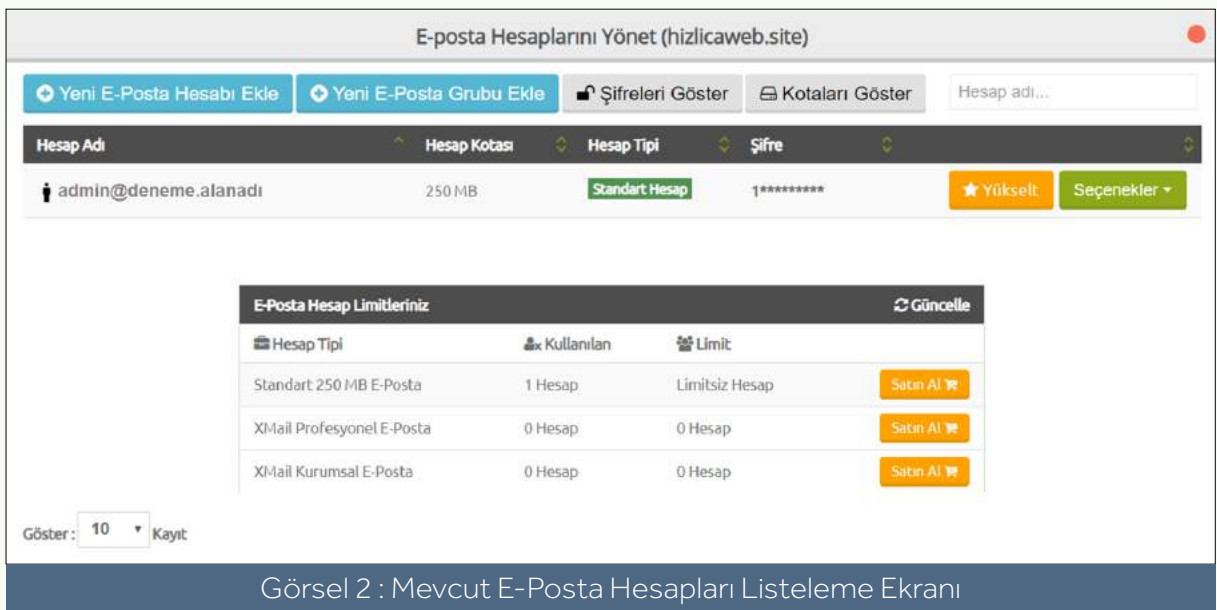 E-posta Hesaplarını Yönet (hizlicaweb.site)
Yeni E-Posta Hesabı Ekle Yeni E-Posta Grubu Ekle Şifreleri Göster Kotaları Göster Hesap adı...
Hesap Adı Hesap Kotası Hesap Tipi Şifre
admin@deneme.alanadı 250 MB Standart Hesap 1********* Yükselt Seçenekler
E-Posta Hesap Limitleriniz Güncelle
Hesap Tipi Kullanılan Limit
Standart 250 MB E-Posta 1 Hesap Limitsiz Hesap Satın Al
XMail Profesyonel E-Posta 0 Hesap 0 Hesap Satın Al
XMail Kurumsal E-Posta 0 Hesap 0 Hesap Satın Al
Göster : 10 Kayıt
Görsel 2 : Mevcut E-Posta Hesapları Listeleme Ekranı